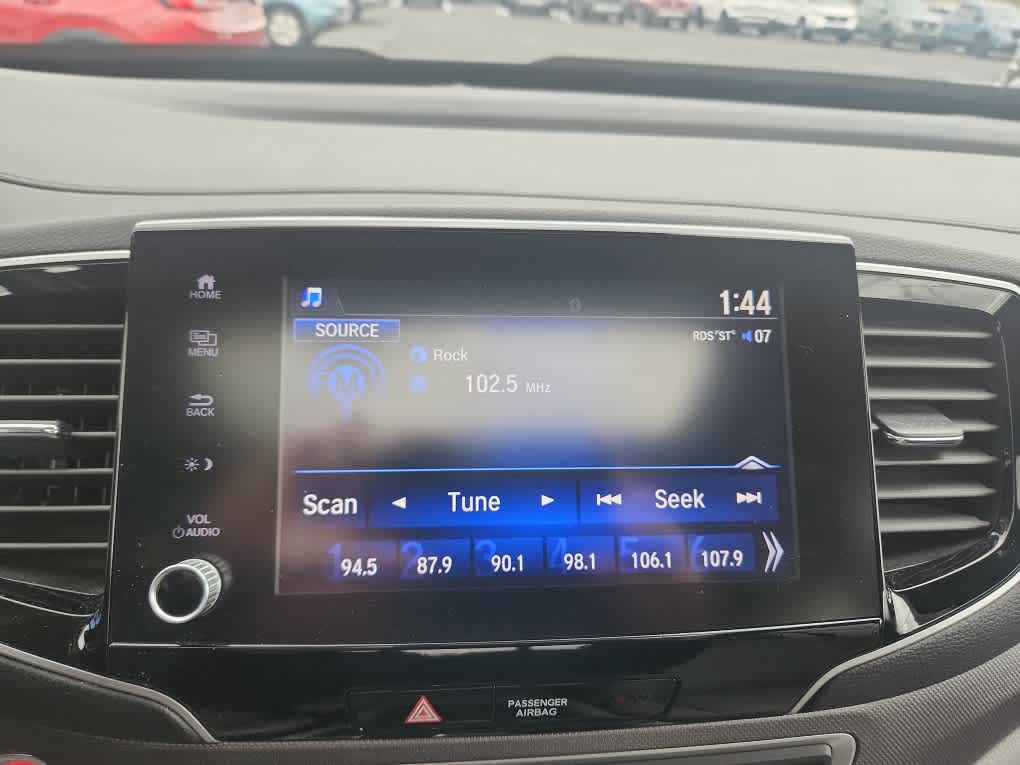 HOME
MENU
BACK
VOL
AUDIO
1:44
SOURCE
RDS ST 07
FM
Rock
102.5 MHz
Scan Tune Seek
1 94.5 2 87.9 3 90.1 4 98.1 5 106.1 6 107.9
PASSENGER
AIRBAG